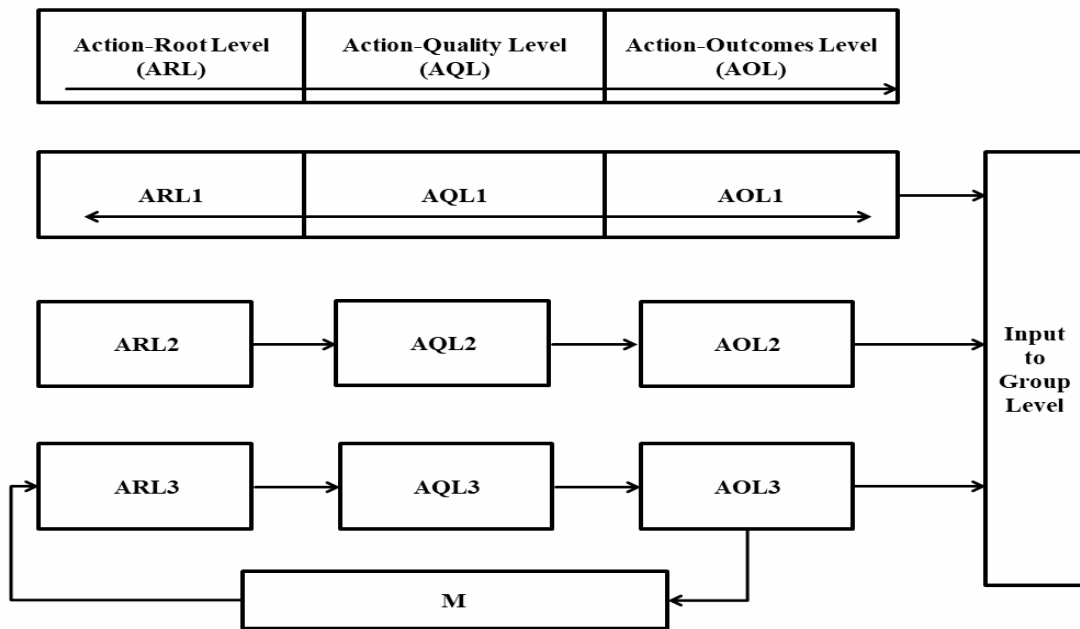 Action-Root Level
(ARL)
Action-Quality Level
(AQL)
Action-Outcomes Level
(AOL)
ARL1
AQL1
AOL1
ARL2
AQL2
AOL2
ARL3
AQL3
AOL3
M
Input
to
Group
Level